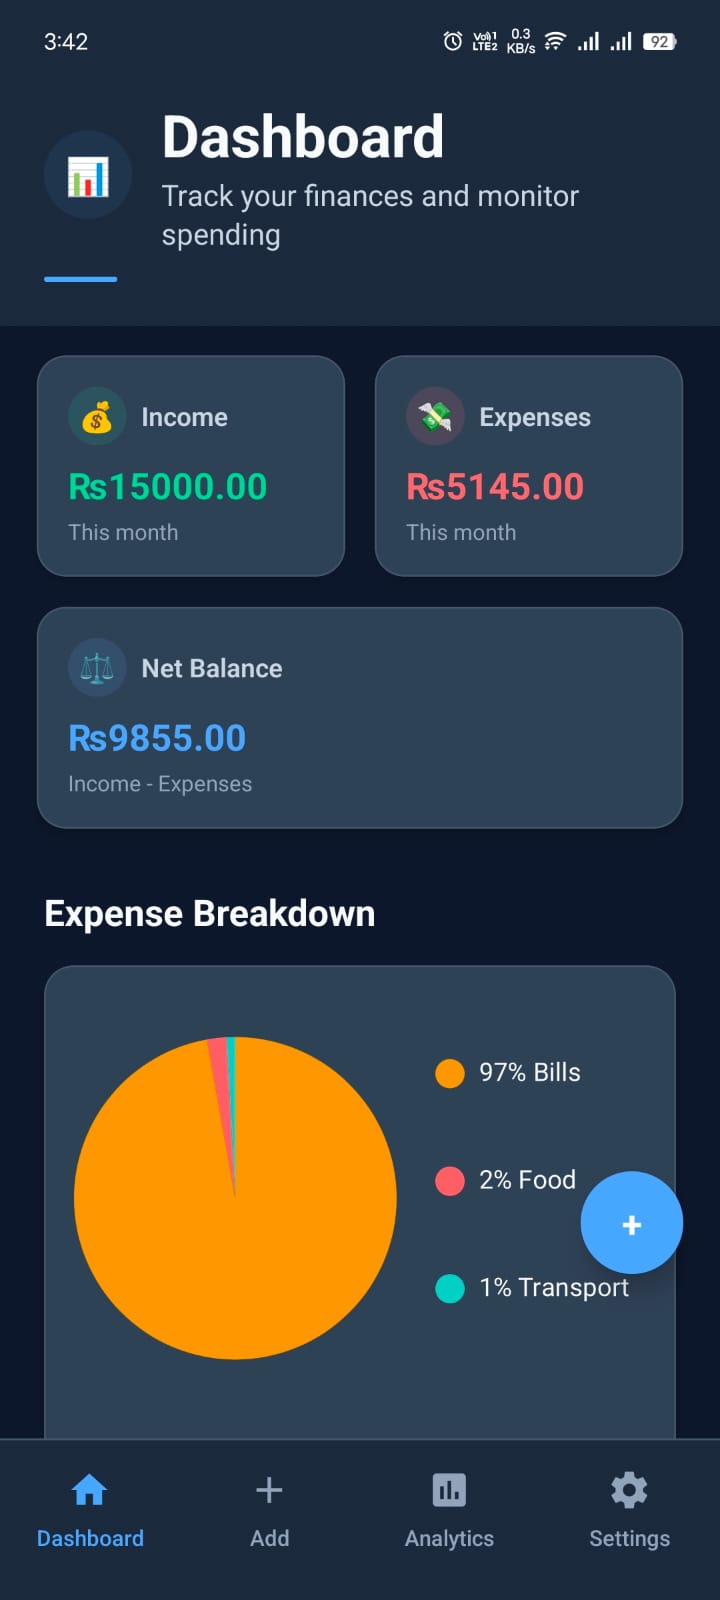 3:42
Vo)) 1
LTE2
0.3
KB/s
92
Dashboard
Track your finances and monitor
spending
Income
₨15000.00
This month
Expenses
₨5145.00
This month
Net Balance
₨9855.00
Income - Expenses
Expense Breakdown
97% Bills
2% Food
+
1% Transport
Dashboard
Add
Analytics
Settings